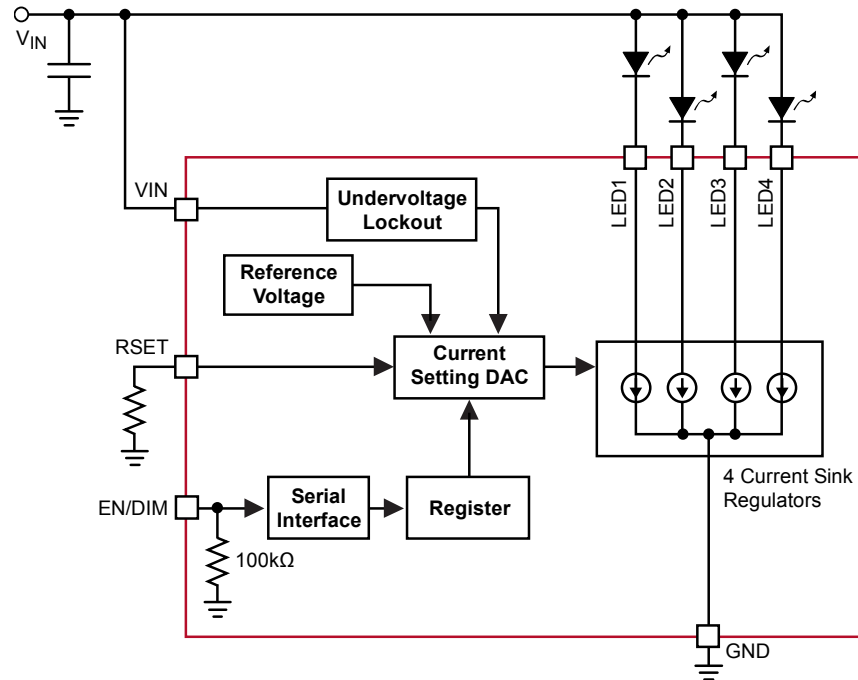 VIN
VIN
Undervoltage
Lockout
LED1
LED2
LED3
LED4
Reference
Voltage
RSET
Current
Setting DAC
4 Current Sink
Regulators
EN/DIM
Serial
Interface
Register
100kΩ
GND